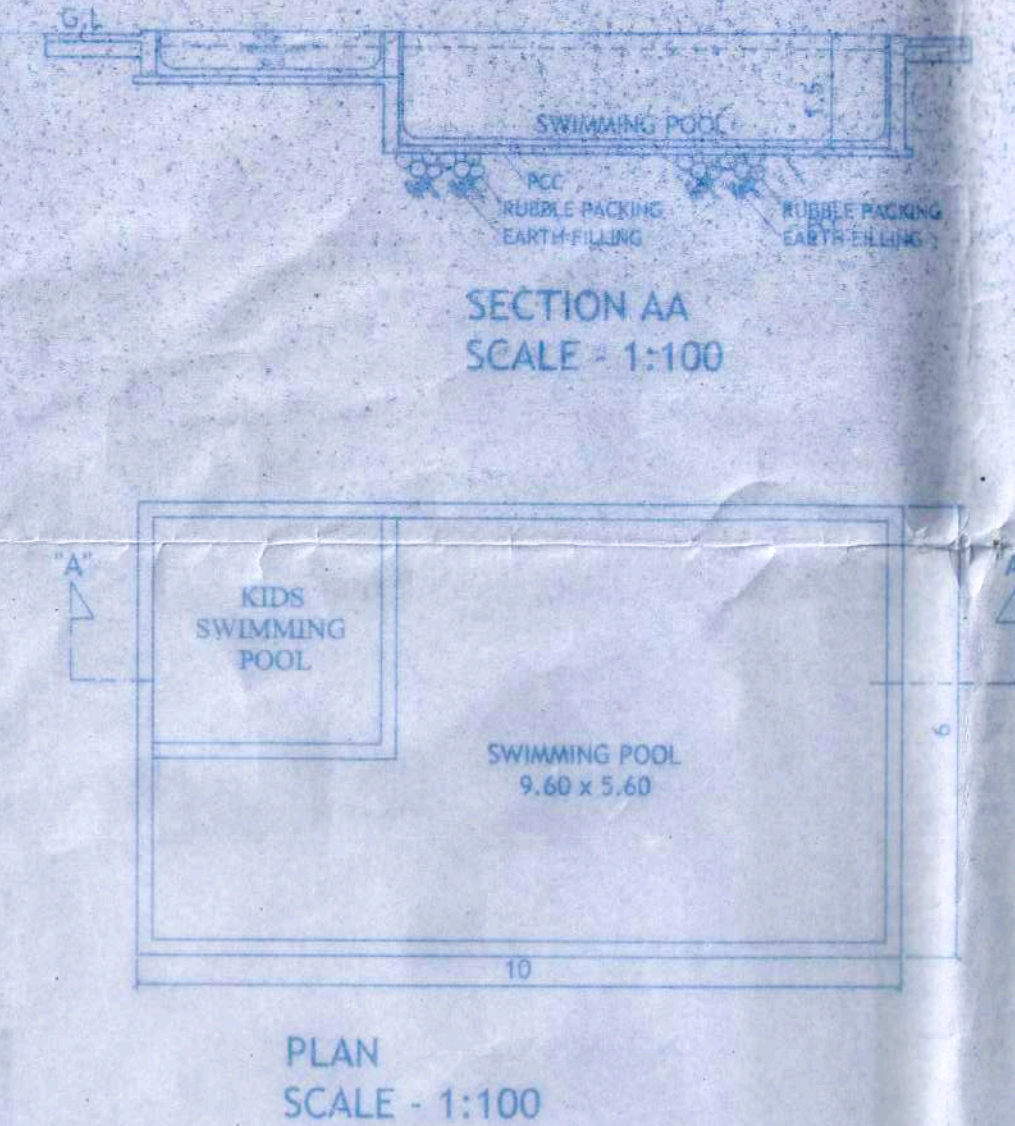 G.L
1.5
SWIMMING POOL
PCC
RUBBLE PACKING
EARTH FILLING
RUBBLE PACKING
EARTH FILLING
SECTION AA
SCALE - 1:100
"A"
KIDS
SWIMMING
POOL
6
SWIMMING POOL
9.60 x 5.60
10
PLAN
SCALE - 1:100